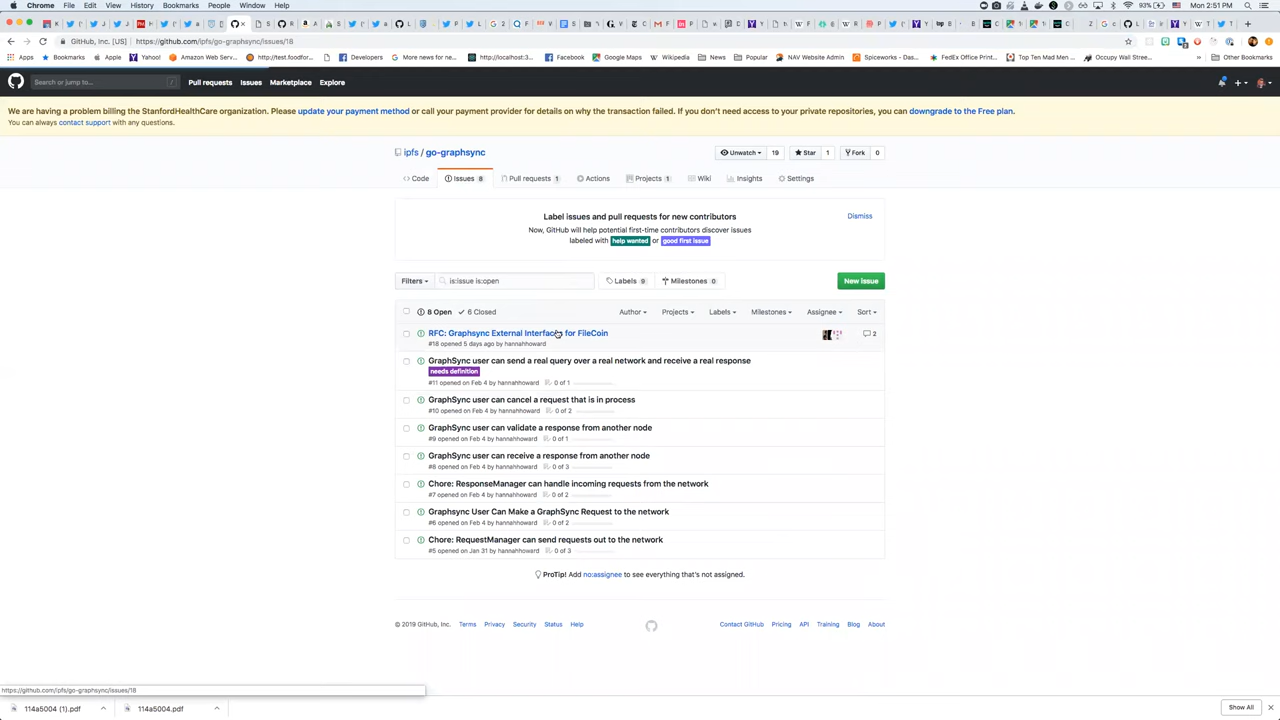 Chrome File Edit View History Bookmarks People Window Help
93% Mon 2:51 PM
GitHub, Inc. [US] https://github.com/ipfs/go-graphsync/issues/18
Apps Bookmarks Apple Yahoo! Amazon Web Serv... http://test.foodfor... Developers More news for G... http://localhost:3... Facebook Google Maps Wikipedia News Popular NAV Website Admin Spiceworks - Desk... FedEx Office Print... Top Ten Mad Men... Occupy Wall Street... Other Bookmarks
Search or jump to... / Pull requests Issues Marketplace Explore
We are having a problem billing the StanfordHealthCare organization. Please update your payment method or call your payment provider for details on why the transaction failed. If you don't need access to your private repositories, you can downgrade to the Free plan.
You can always contact support with any questions.
ipfs / go-graphsync
Unwatch 19 Star 1 Fork 0
Code Issues 8 Pull requests 1 Actions Projects 1 Wiki Insights Settings
Label issues and pull requests for new contributors
Dismiss
Now, GitHub will help potential first-time contributors discover issues
labeled with help wanted or good first issue
Filters is:issue is:open Labels 9 Milestones 0 New issue
8 Open 6 Closed Author Projects Labels Milestones Assignee Sort
RFC: Graphsync External Interfaces for FileCoin 2
#18 opened 5 days ago by hannahhoward
GraphSync user can send a real query over a real network and receive a real response
needs definition
#11 opened on Feb 4 by hannahhoward 0 of 1
GraphSync user can cancel a request that is in process
#10 opened on Feb 4 by hannahhoward 0 of 2
GraphSync user can validate a response from another node
#9 opened on Feb 4 by hannahhoward 0 of 1
GraphSync user can receive a response from another node
#8 opened on Feb 4 by hannahhoward 0 of 3
Chore: ResponseManager can handle incoming requests from the network
#7 opened on Feb 4 by hannahhoward 0 of 2
Graphsync User Can Make a GraphSync Request to the network
#6 opened on Feb 4 by hannahhoward 0 of 2
Chore: RequestManager can send requests out to the network
#5 opened on Jan 31 by hannahhoward 0 of 3
ProTip! Add no:assignee to see everything that's not assigned.
© 2019 GitHub, Inc. Terms Privacy Security Status Help Contact GitHub Pricing API Training Blog About
https://github.com/ipfs/go-graphsync/issues/18
114a5004 (1).pdf 114a5004.pdf Show All